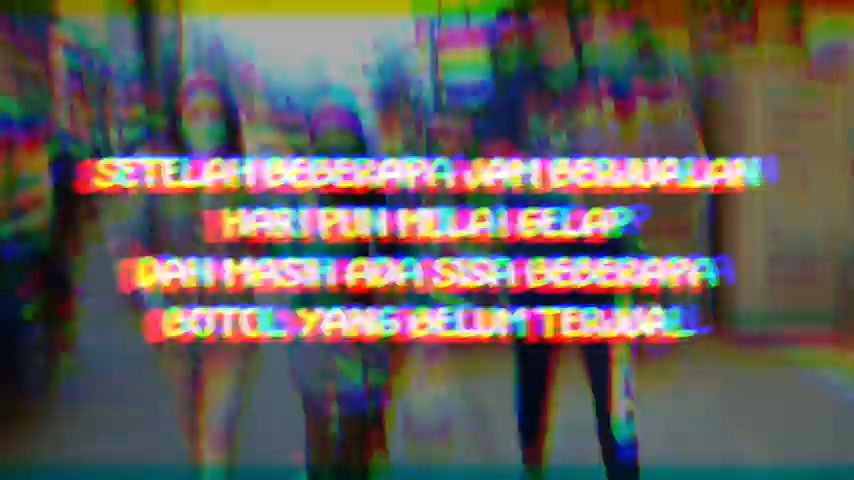 SETELAH BEBERAPA JAM BERJUALAN
HARI PUN MULAI GELAP
DAN MASIH ADA SISA BEBERAPA
BOTOL YANG BELUM TERJUAL